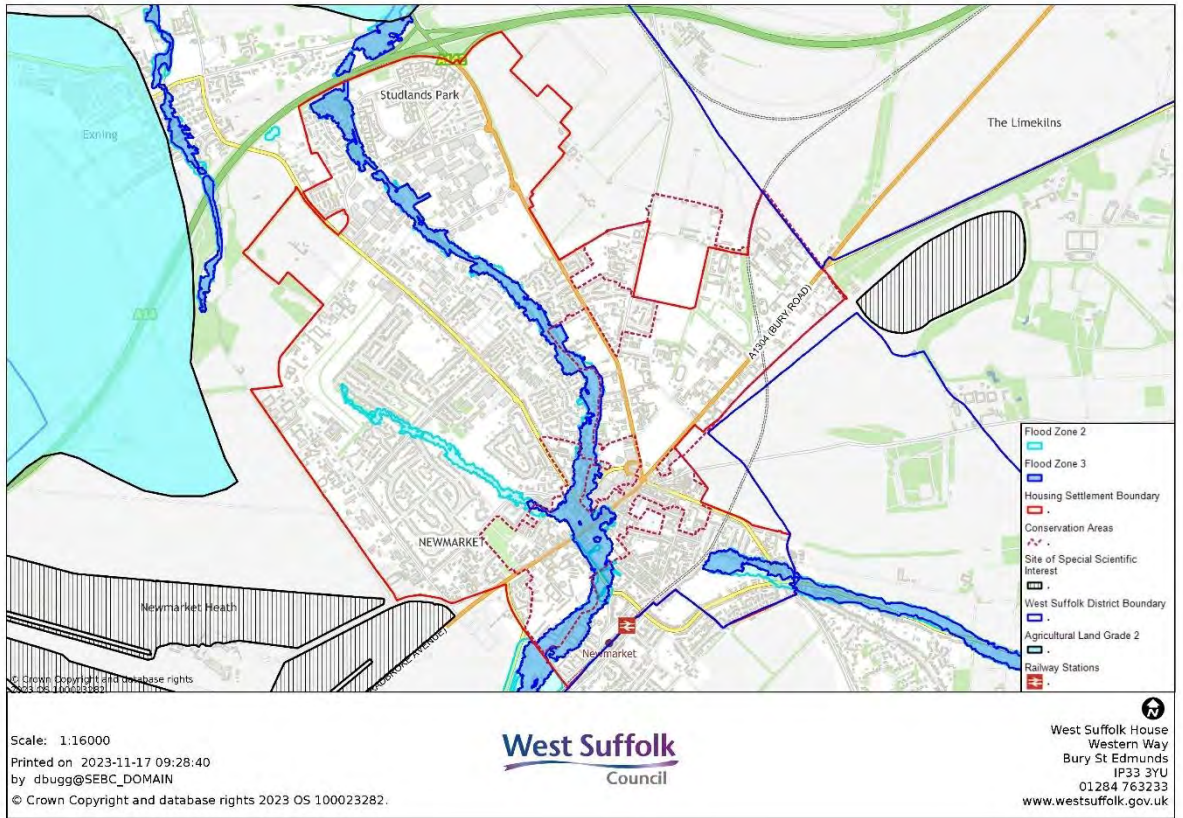 Studlands Park
The Limekilns
Exning
A14
A1304 (BURY ROAD)
NEWMARKET
Newmarket Heath
Newmarket
© Crown Copyright and database rights
2023 OS 100023282
Flood Zone 2
Flood Zone 3
Housing Settlement Boundary
Conservation Areas
Site of Special Scientific
Interest
West Suffolk District Boundary
Agricultural Land Grade 2
Railway Stations
N
Scale: 1:16000
Printed on 2023-11-17 09:28:40
by dbugg@SEBC_DOMAIN
© Crown Copyright and database rights 2023 OS 100023282.
West Suffolk
Council
West Suffolk House
Western Way
Bury St Edmunds
IP33 3YU
01284 763233
www.westsuffolk.gov.uk